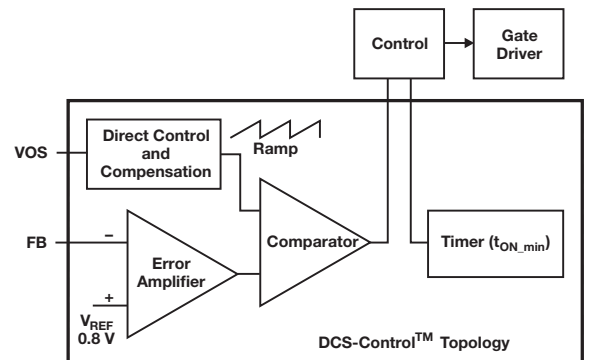 Control
Gate
Driver
VOS
Direct Control
and
Compensation
Ramp
FB
–
Error
Amplifier
+
VREF
0.8 V
Comparator
Timer (tON_min)
DCS-Control™ Topology